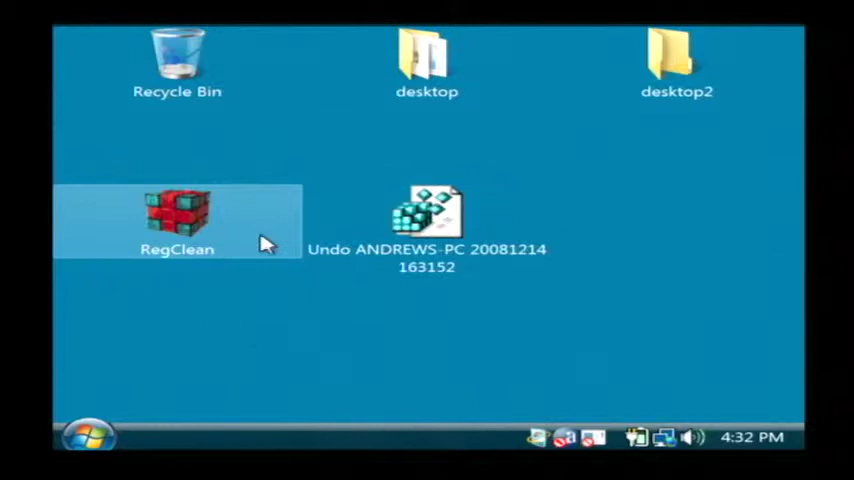 Recycle Bin
desktop
desktop2
RegClean
Undo ANDREWS-PC 20081214
163152
4:32 PM